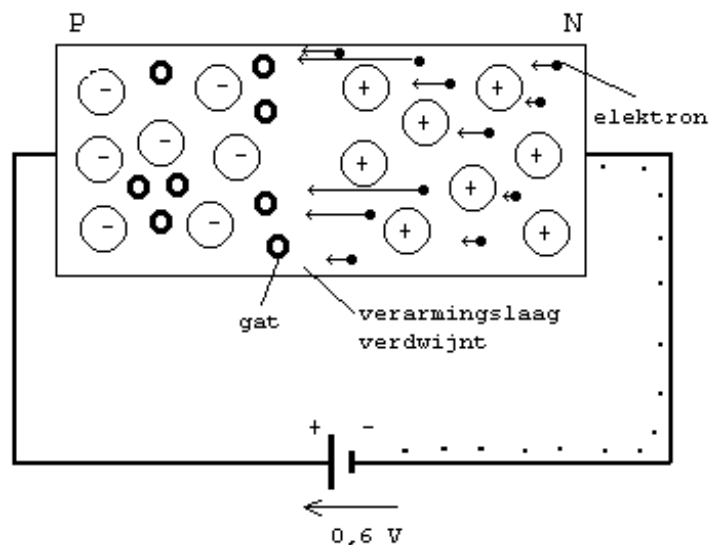 P N
elektron
gat
verarmingslaag
verdwijnt
+ -
0,6 V